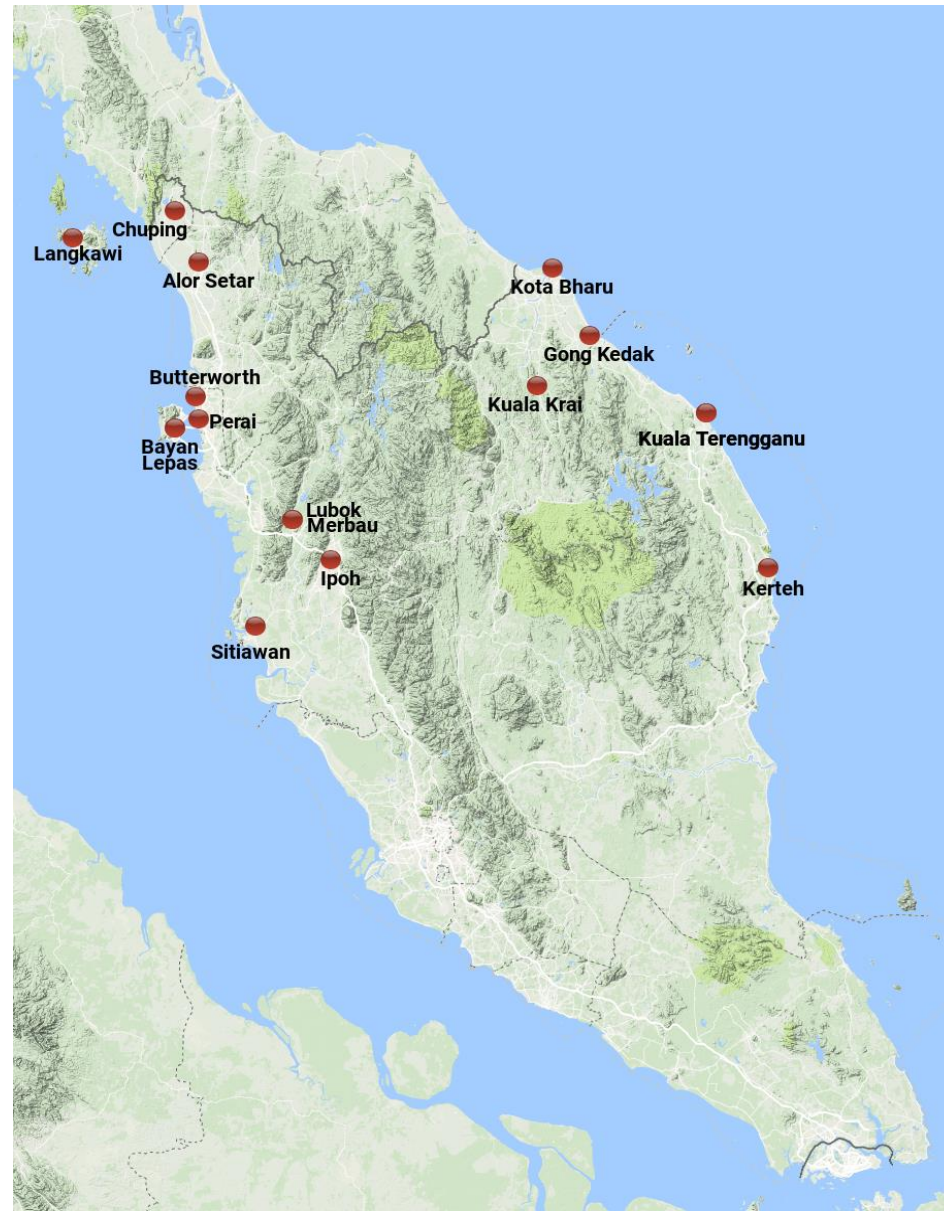 Chuping
Langkawi
Alor Setar
Kota Bharu
Gong Kedak
Butterworth
Kuala Krai
Perai
Kuala Terengganu
Bayan
Lepas
Lubok
Merbau
Ipoh
Kerteh
Sitiawan